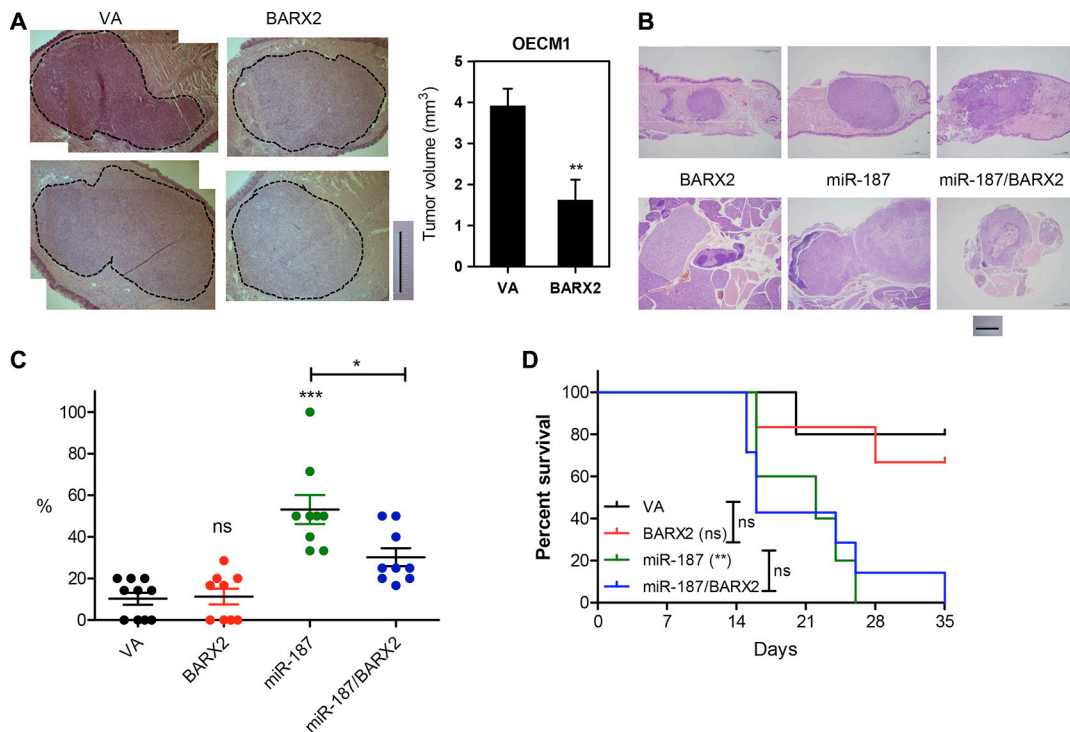 A
VA
BARX2
OECM1
Tumor volume (mm3)
5
4
3
2
1
0
**
VA
BARX2
B
BARX2
miR-187
miR-187/BARX2
C
%
100
80
60
40
20
0
ns
***
*
VA
BARX2
miR-187
miR-187/BARX2
D
Percent survival
100
80
60
40
20
0
VA
BARX2 (ns)
miR-187 (**)
miR-187/BARX2
ns
ns
0
7
14
21
28
35
Days